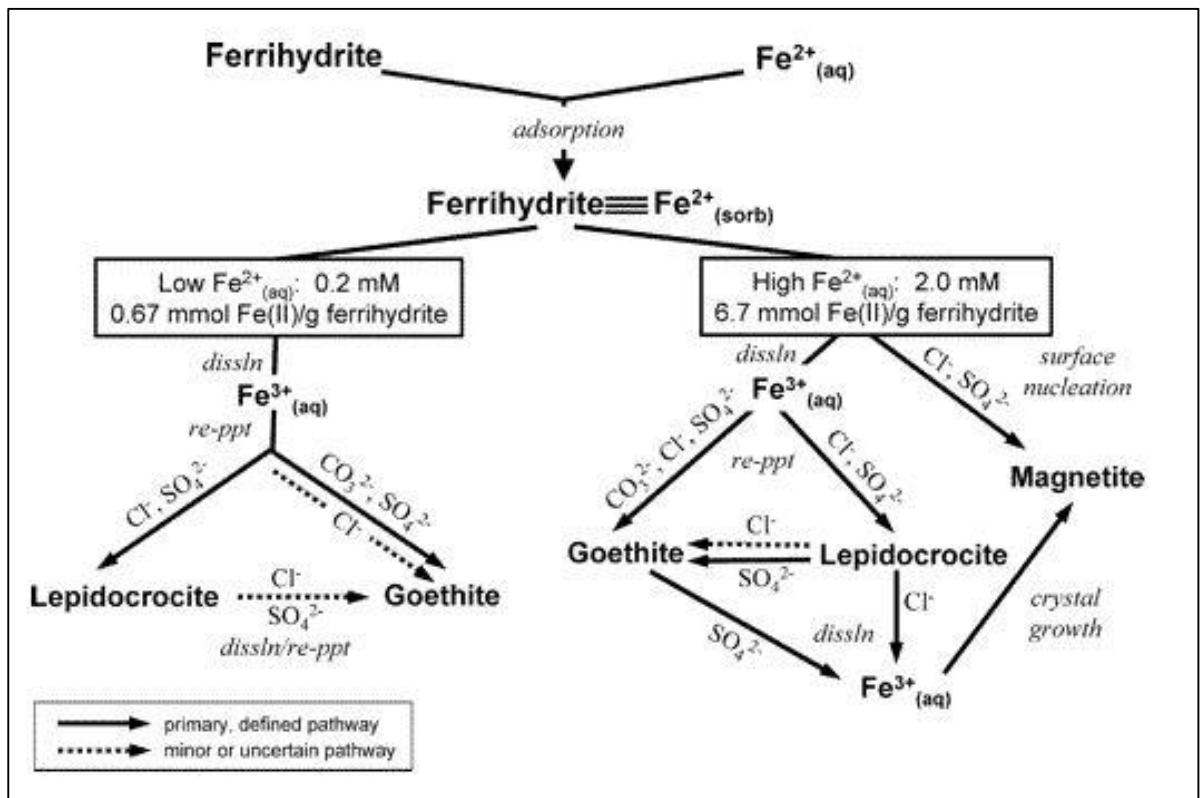 Ferrihydrite
Fe²⁺(aq)
adsorption
Ferrihydrite≡Fe²⁺(sorb)
Low Fe²⁺(aq): 0.2 mM
0.67 mmol Fe(II)/g ferrihydrite
High Fe²⁺(aq): 2.0 mM
6.7 mmol Fe(II)/g ferrihydrite
dissln
Fe³⁺(aq)
re-ppt
Cl⁻, SO₄²⁻
CO₃²⁻, SO₄²⁻
Cl⁻
Lepidocrocite
Cl⁻
SO₄²⁻
Goethite
dissln/re-ppt
dissln
Fe³⁺(aq)
Cl⁻, SO₄²⁻
surface
nucleation
CO₃²⁻, Cl⁻, SO₄²⁻
re-ppt
Cl⁻, SO₄²⁻
Magnetite
Goethite
Cl⁻
SO₄²⁻
Lepidocrocite
SO₄²⁻
dissln
Cl⁻
crystal
growth
Fe³⁺(aq)
primary, defined pathway
minor or uncertain pathway